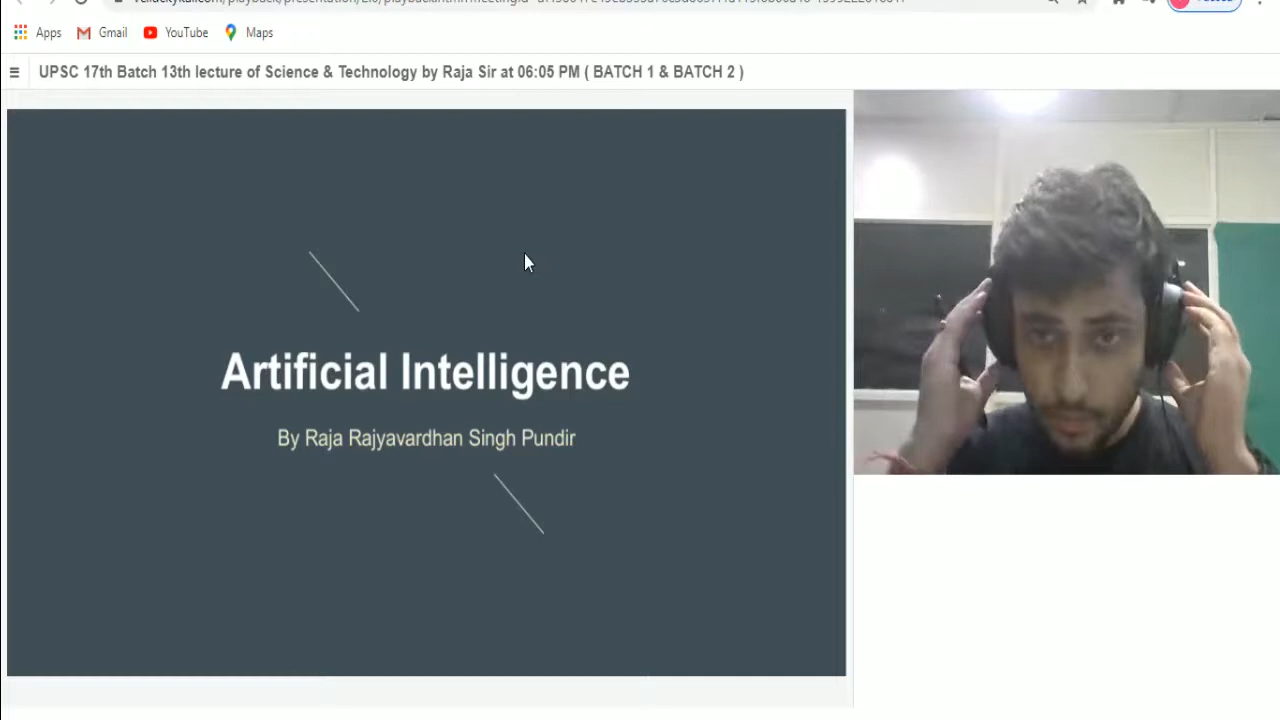 Apps Gmail YouTube Maps
UPSC 17th Batch 13th lecture of Science & Technology by Raja Sir at 06:05 PM ( BATCH 1 & BATCH 2 )
Artificial Intelligence
By Raja Rajyavardhan Singh Pundir